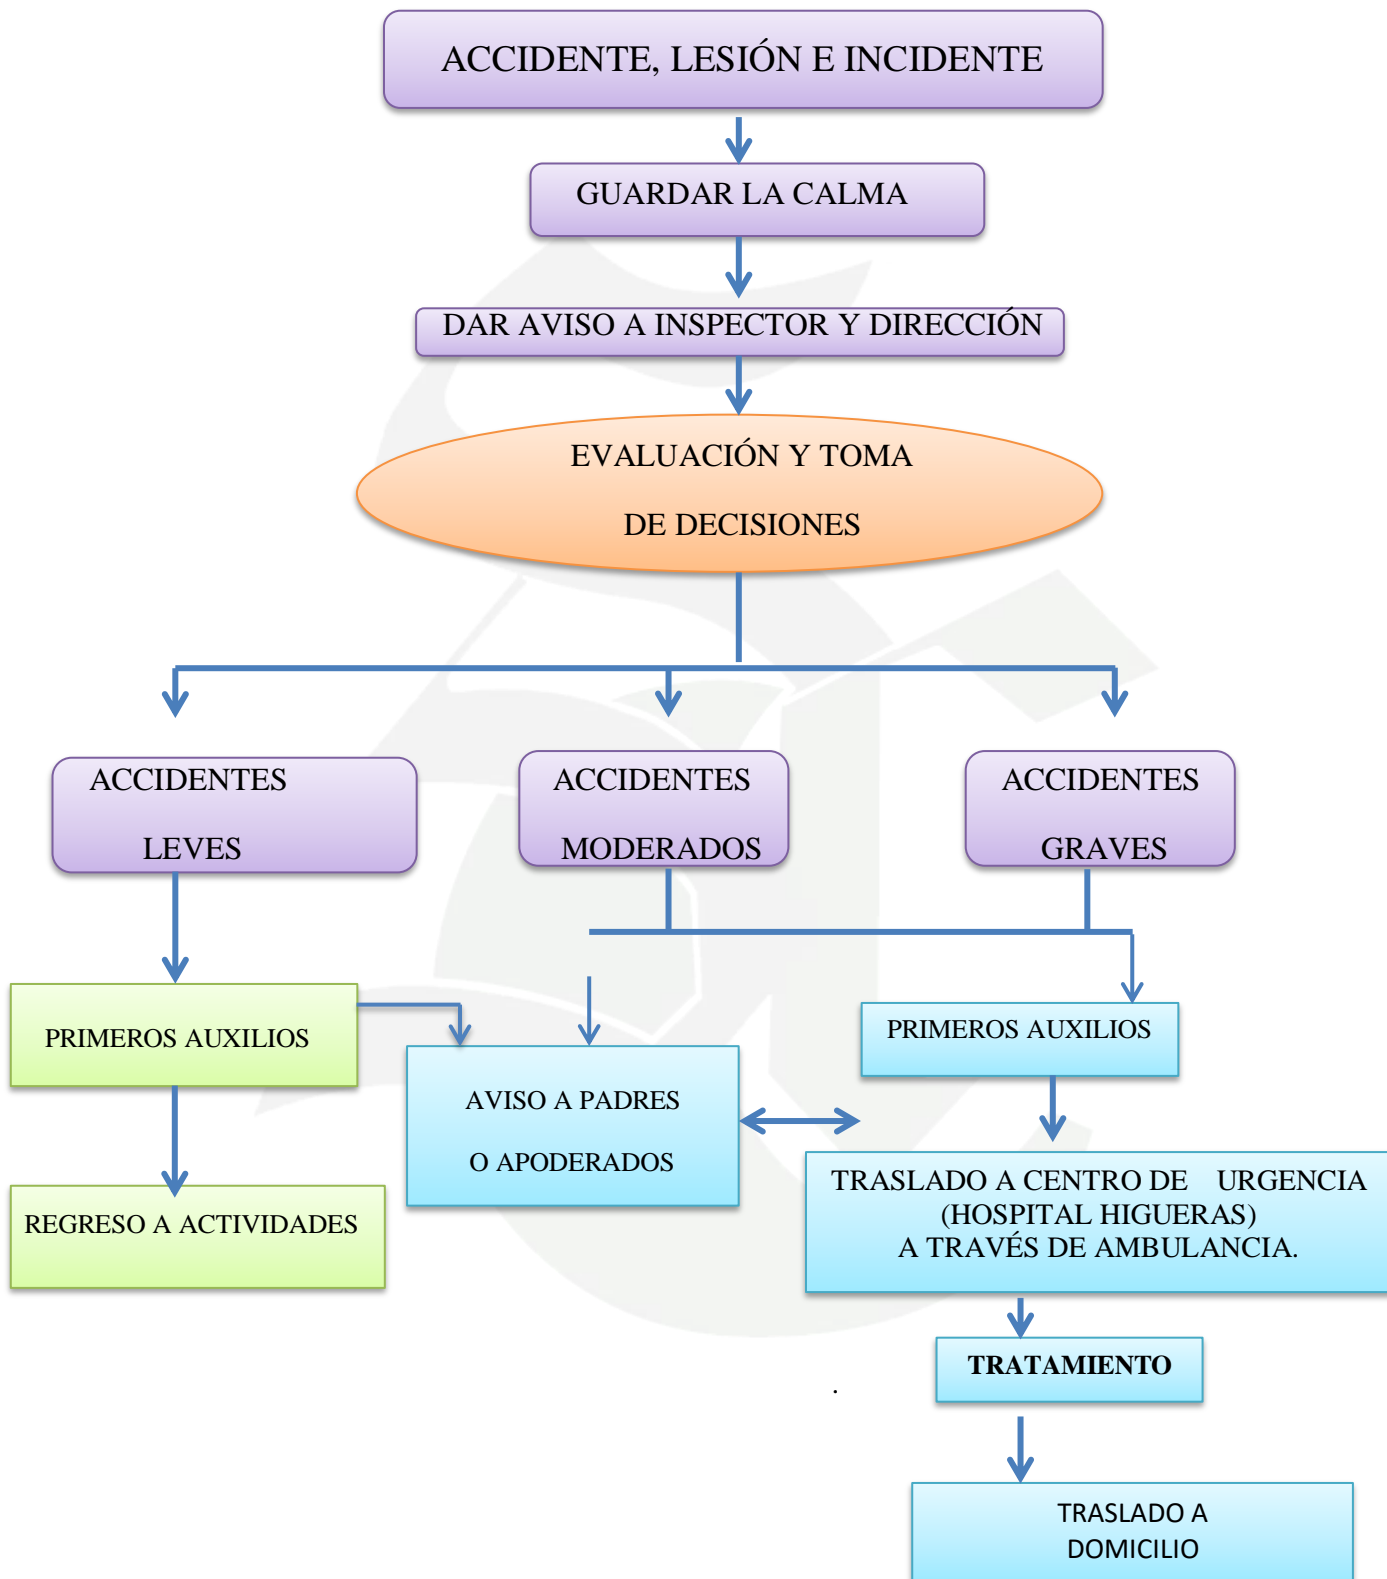 ACCIDENTE, LESIÓN E INCIDENTE
GUARDAR LA CALMA
DAR AVISO A INSPECTOR Y DIRECCIÓN
EVALUACIÓN Y TOMA
DE DECISIONES
ACCIDENTES
LEVES
ACCIDENTES
MODERADOS
ACCIDENTES
GRAVES
PRIMEROS AUXILIOS
REGRESO A ACTIVIDADES
AVISO A PADRES
O APODERADOS
PRIMEROS AUXILIOS
TRASLADO A CENTRO DE URGENCIA
(HOSPITAL HIGUERAS)
A TRAVÉS DE AMBULANCIA.
TRATAMIENTO
.
TRASLADO A
DOMICILIO